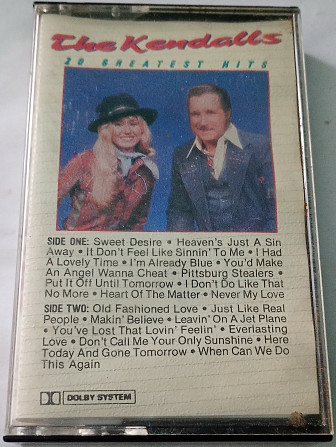 The Kendalls
20 GREATEST HITS
SIDE ONE: Sweet Desire • Heaven's Just A Sin
Away • It Don't Feel Like Sinnin' To Me • I Had
A Lovely Time • I'm Already Blue • You'd Make
An Angel Wanna Cheat • Pittsburg Stealers •
Put It Off Until Tomorrow • I Don't Do Like That
No More • Heart Of The Matter • Never My Love
SIDE TWO: Old Fashioned Love • Just Like Real
People • Makin' Believe • Leavin' On A Jet Plane
• You've Lost That Lovin' Feelin' • Everlasting
Love • Don't Call Me Your Only Sunshine • Here
Today And Gone Tomorrow • When Can We Do
This Again
DOLBY SYSTEM